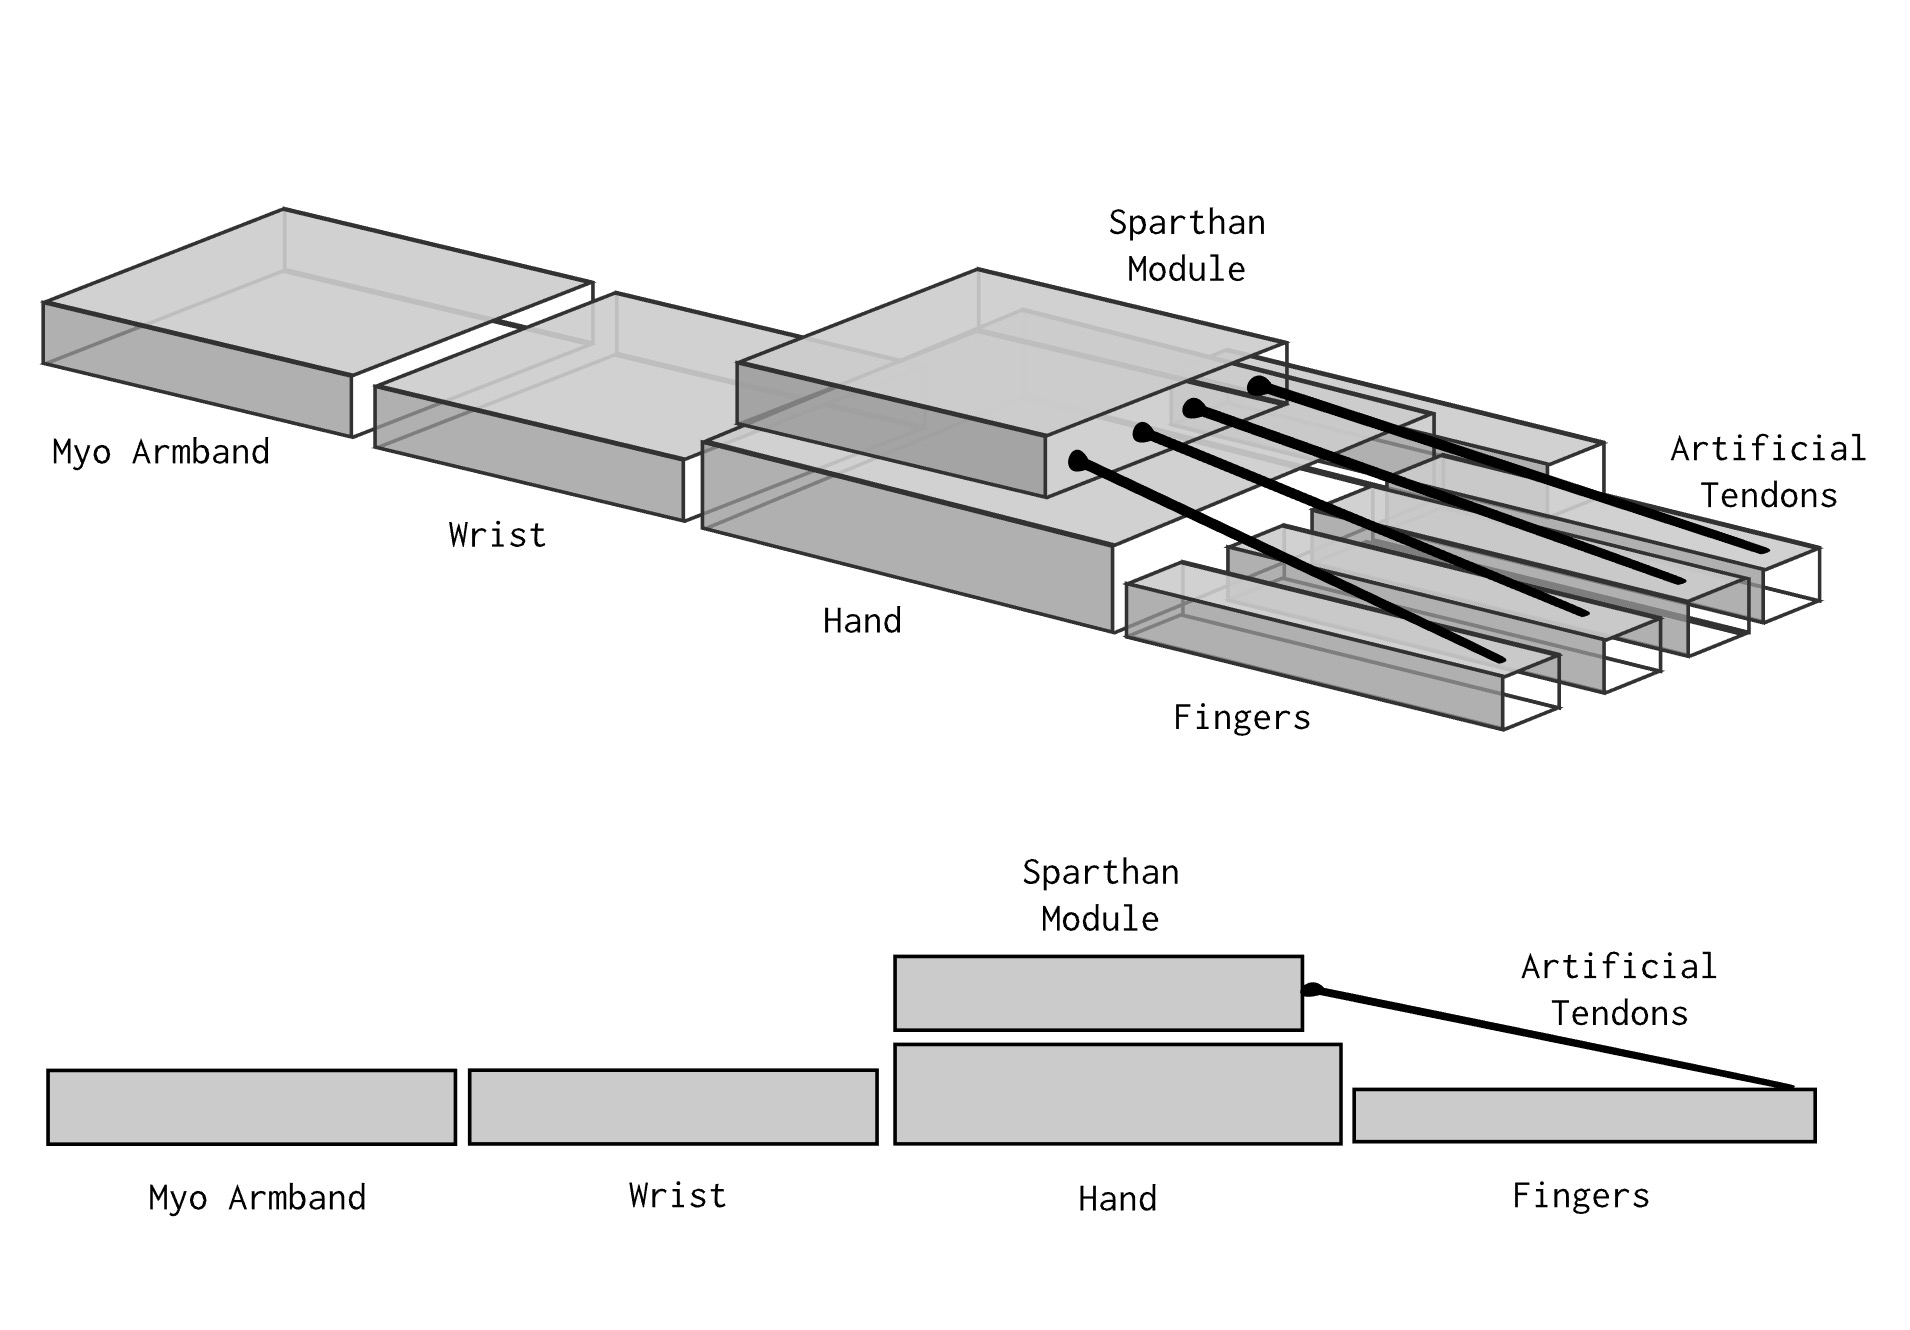 Sparthan
Module
Artificial
Tendons
Myo Armband
Wrist
Hand
Fingers
Sparthan
Module
Artificial
Tendons
Myo Armband
Wrist
Hand
Fingers